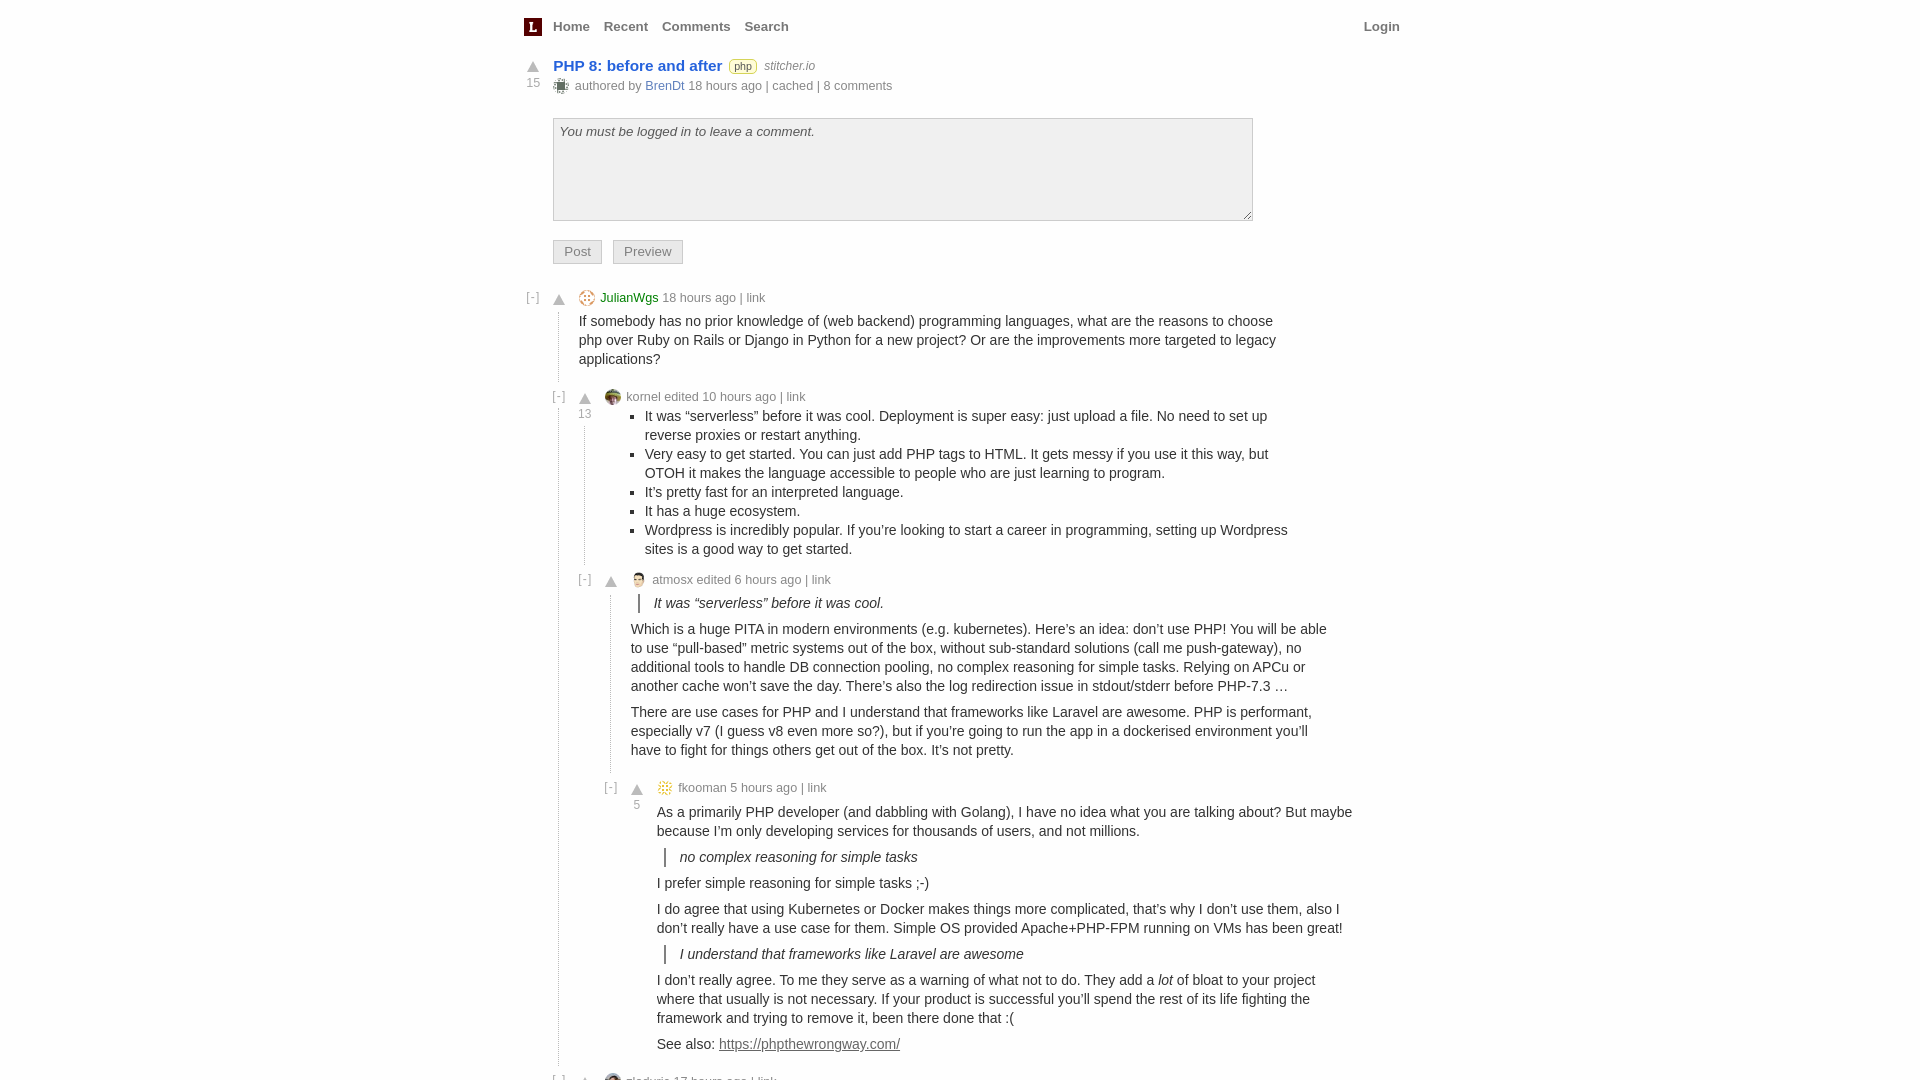 L Home Recent Comments Search Login
PHP 8: before and after php stitcher.io
15 authored by BrenDt 18 hours ago | cached | 8 comments
You must be logged in to leave a comment.
Post Preview
[-] JulianWgs 18 hours ago | link
If somebody has no prior knowledge of (web backend) programming languages, what are the reasons to choose
php over Ruby on Rails or Django in Python for a new project? Or are the improvements more targeted to legacy
applications?
[-] kornel edited 10 hours ago | link
13
It was “serverless” before it was cool. Deployment is super easy: just upload a file. No need to set up
reverse proxies or restart anything.
Very easy to get started. You can just add PHP tags to HTML. It gets messy if you use it this way, but
OTOH it makes the language accessible to people who are just learning to program.
It’s pretty fast for an interpreted language.
It has a huge ecosystem.
Wordpress is incredibly popular. If you’re looking to start a career in programming, setting up Wordpress
sites is a good way to get started.
[-] atmosx edited 6 hours ago | link
It was “serverless” before it was cool.
Which is a huge PITA in modern environments (e.g. kubernetes). Here’s an idea: don’t use PHP! You will be able
to use “pull-based” metric systems out of the box, without sub-standard solutions (call me push-gateway), no
additional tools to handle DB connection pooling, no complex reasoning for simple tasks. Relying on APCu or
another cache won’t save the day. There’s also the log redirection issue in stdout/stderr before PHP-7.3 …
There are use cases for PHP and I understand that frameworks like Laravel are awesome. PHP is performant,
especially v7 (I guess v8 even more so?), but if you’re going to run the app in a dockerised environment you’ll
have to fight for things others get out of the box. It’s not pretty.
[-] fkooman 5 hours ago | link
5
As a primarily PHP developer (and dabbling with Golang), I have no idea what you are talking about? But maybe
because I’m only developing services for thousands of users, and not millions.
no complex reasoning for simple tasks
I prefer simple reasoning for simple tasks ;-)
I do agree that using Kubernetes or Docker makes things more complicated, that’s why I don’t use them, also I
don’t really have a use case for them. Simple OS provided Apache+PHP-FPM running on VMs has been great!
I understand that frameworks like Laravel are awesome
I don’t really agree. To me they serve as a warning of what not to do. They add a lot of bloat to your project
where that usually is not necessary. If your product is successful you’ll spend the rest of its life fighting the
framework and trying to remove it, been there done that :(
See also: https://phpthewrongway.com/
17 hours ago | link